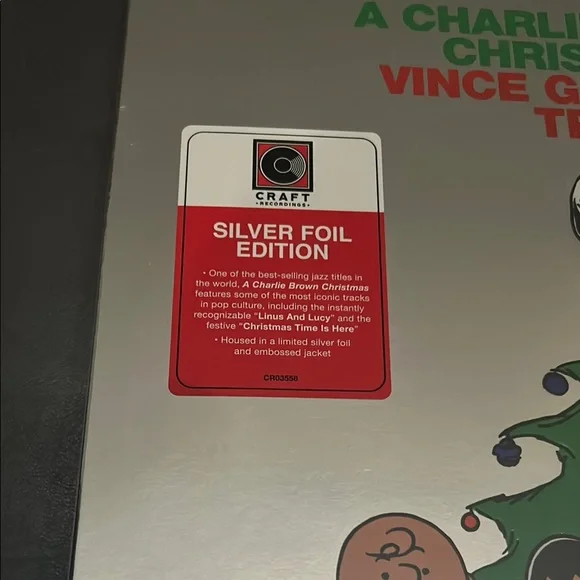 A CHARLI
CHRIS
VINCE G
CRAFT
• RECORDINGS •
SILVER FOIL
EDITION
• One of the best-selling jazz titles in
the world, A Charlie Brown Christmas
features some of the most iconic tracks
in pop culture, including the instantly
recognizable "Linus And Lucy" and the
festive "Christmas Time Is Here"
• Housed in a limited silver foil
and embossed jacket
CR03558